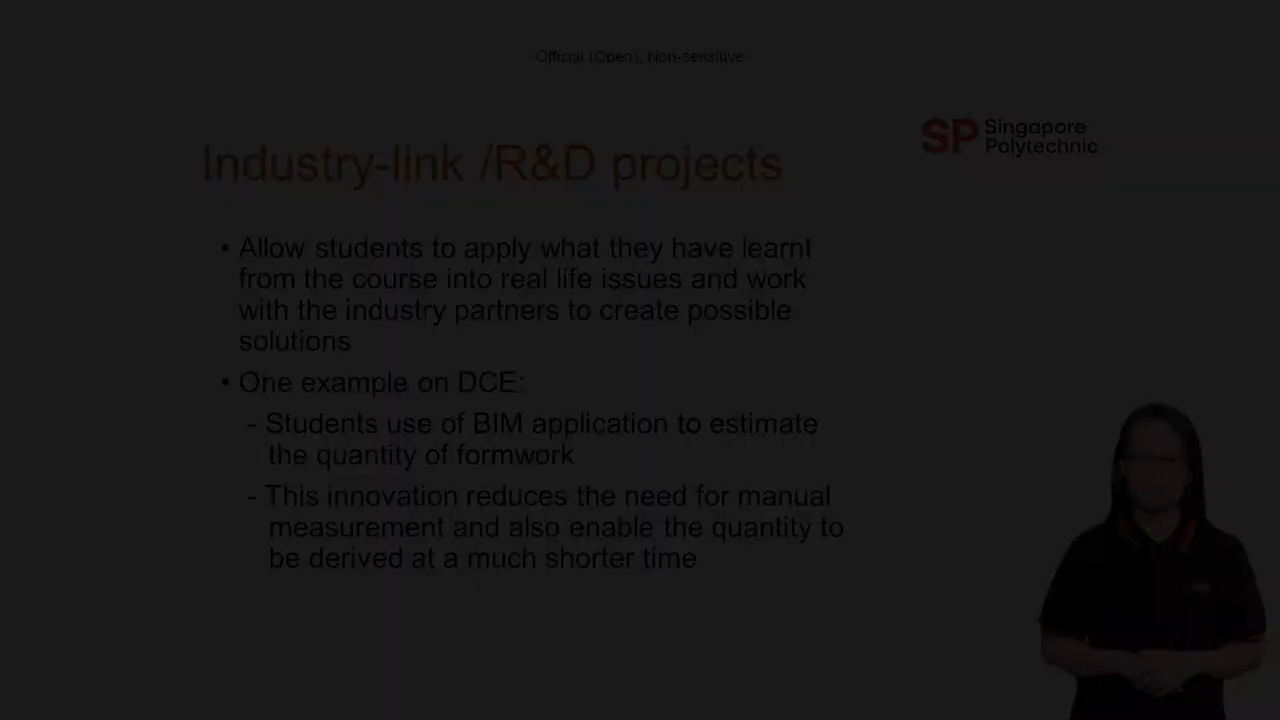 Official (Open), Non-sensitive
SP Singapore
Polytechnic
Industry-link /R&D projects
• Allow students to apply what they have learnt
from the course into real life issues and work
with the industry partners to create possible
solutions
• One example on DCE:
- Students use of BIM application to estimate
the quantity of formwork
- This innovation reduces the need for manual
measurement and also enable the quantity to
be derived at a much shorter time